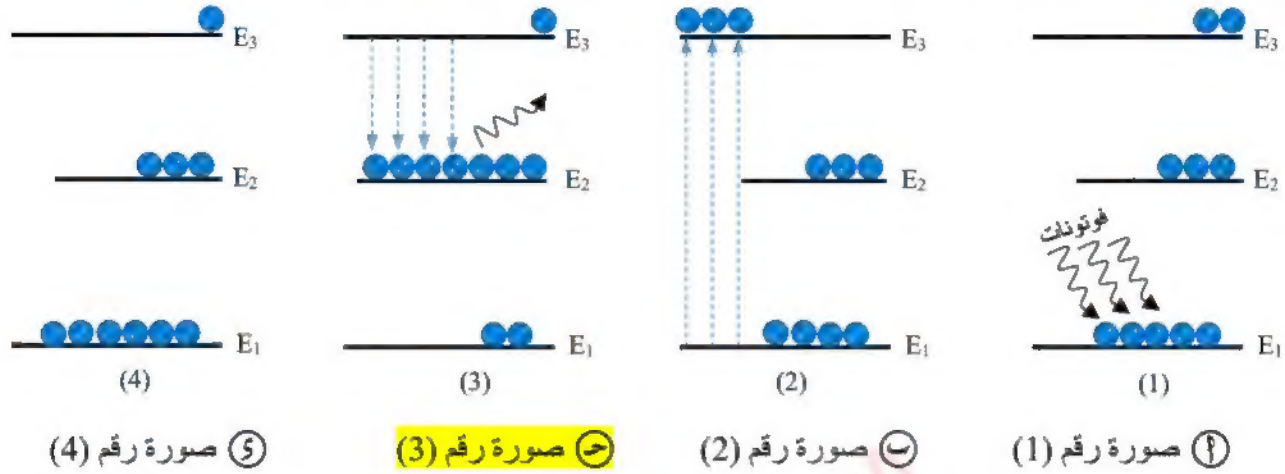 E₃ E₃ E₃ E₃
E₂ E₂ E₂ E₂
فوتونات
E₁ E₁ E₁ E₁
(1) (2) (3) (4)
أ صورة رقم (1) ب صورة رقم (2) جـ صورة رقم (3) د صورة رقم (4)